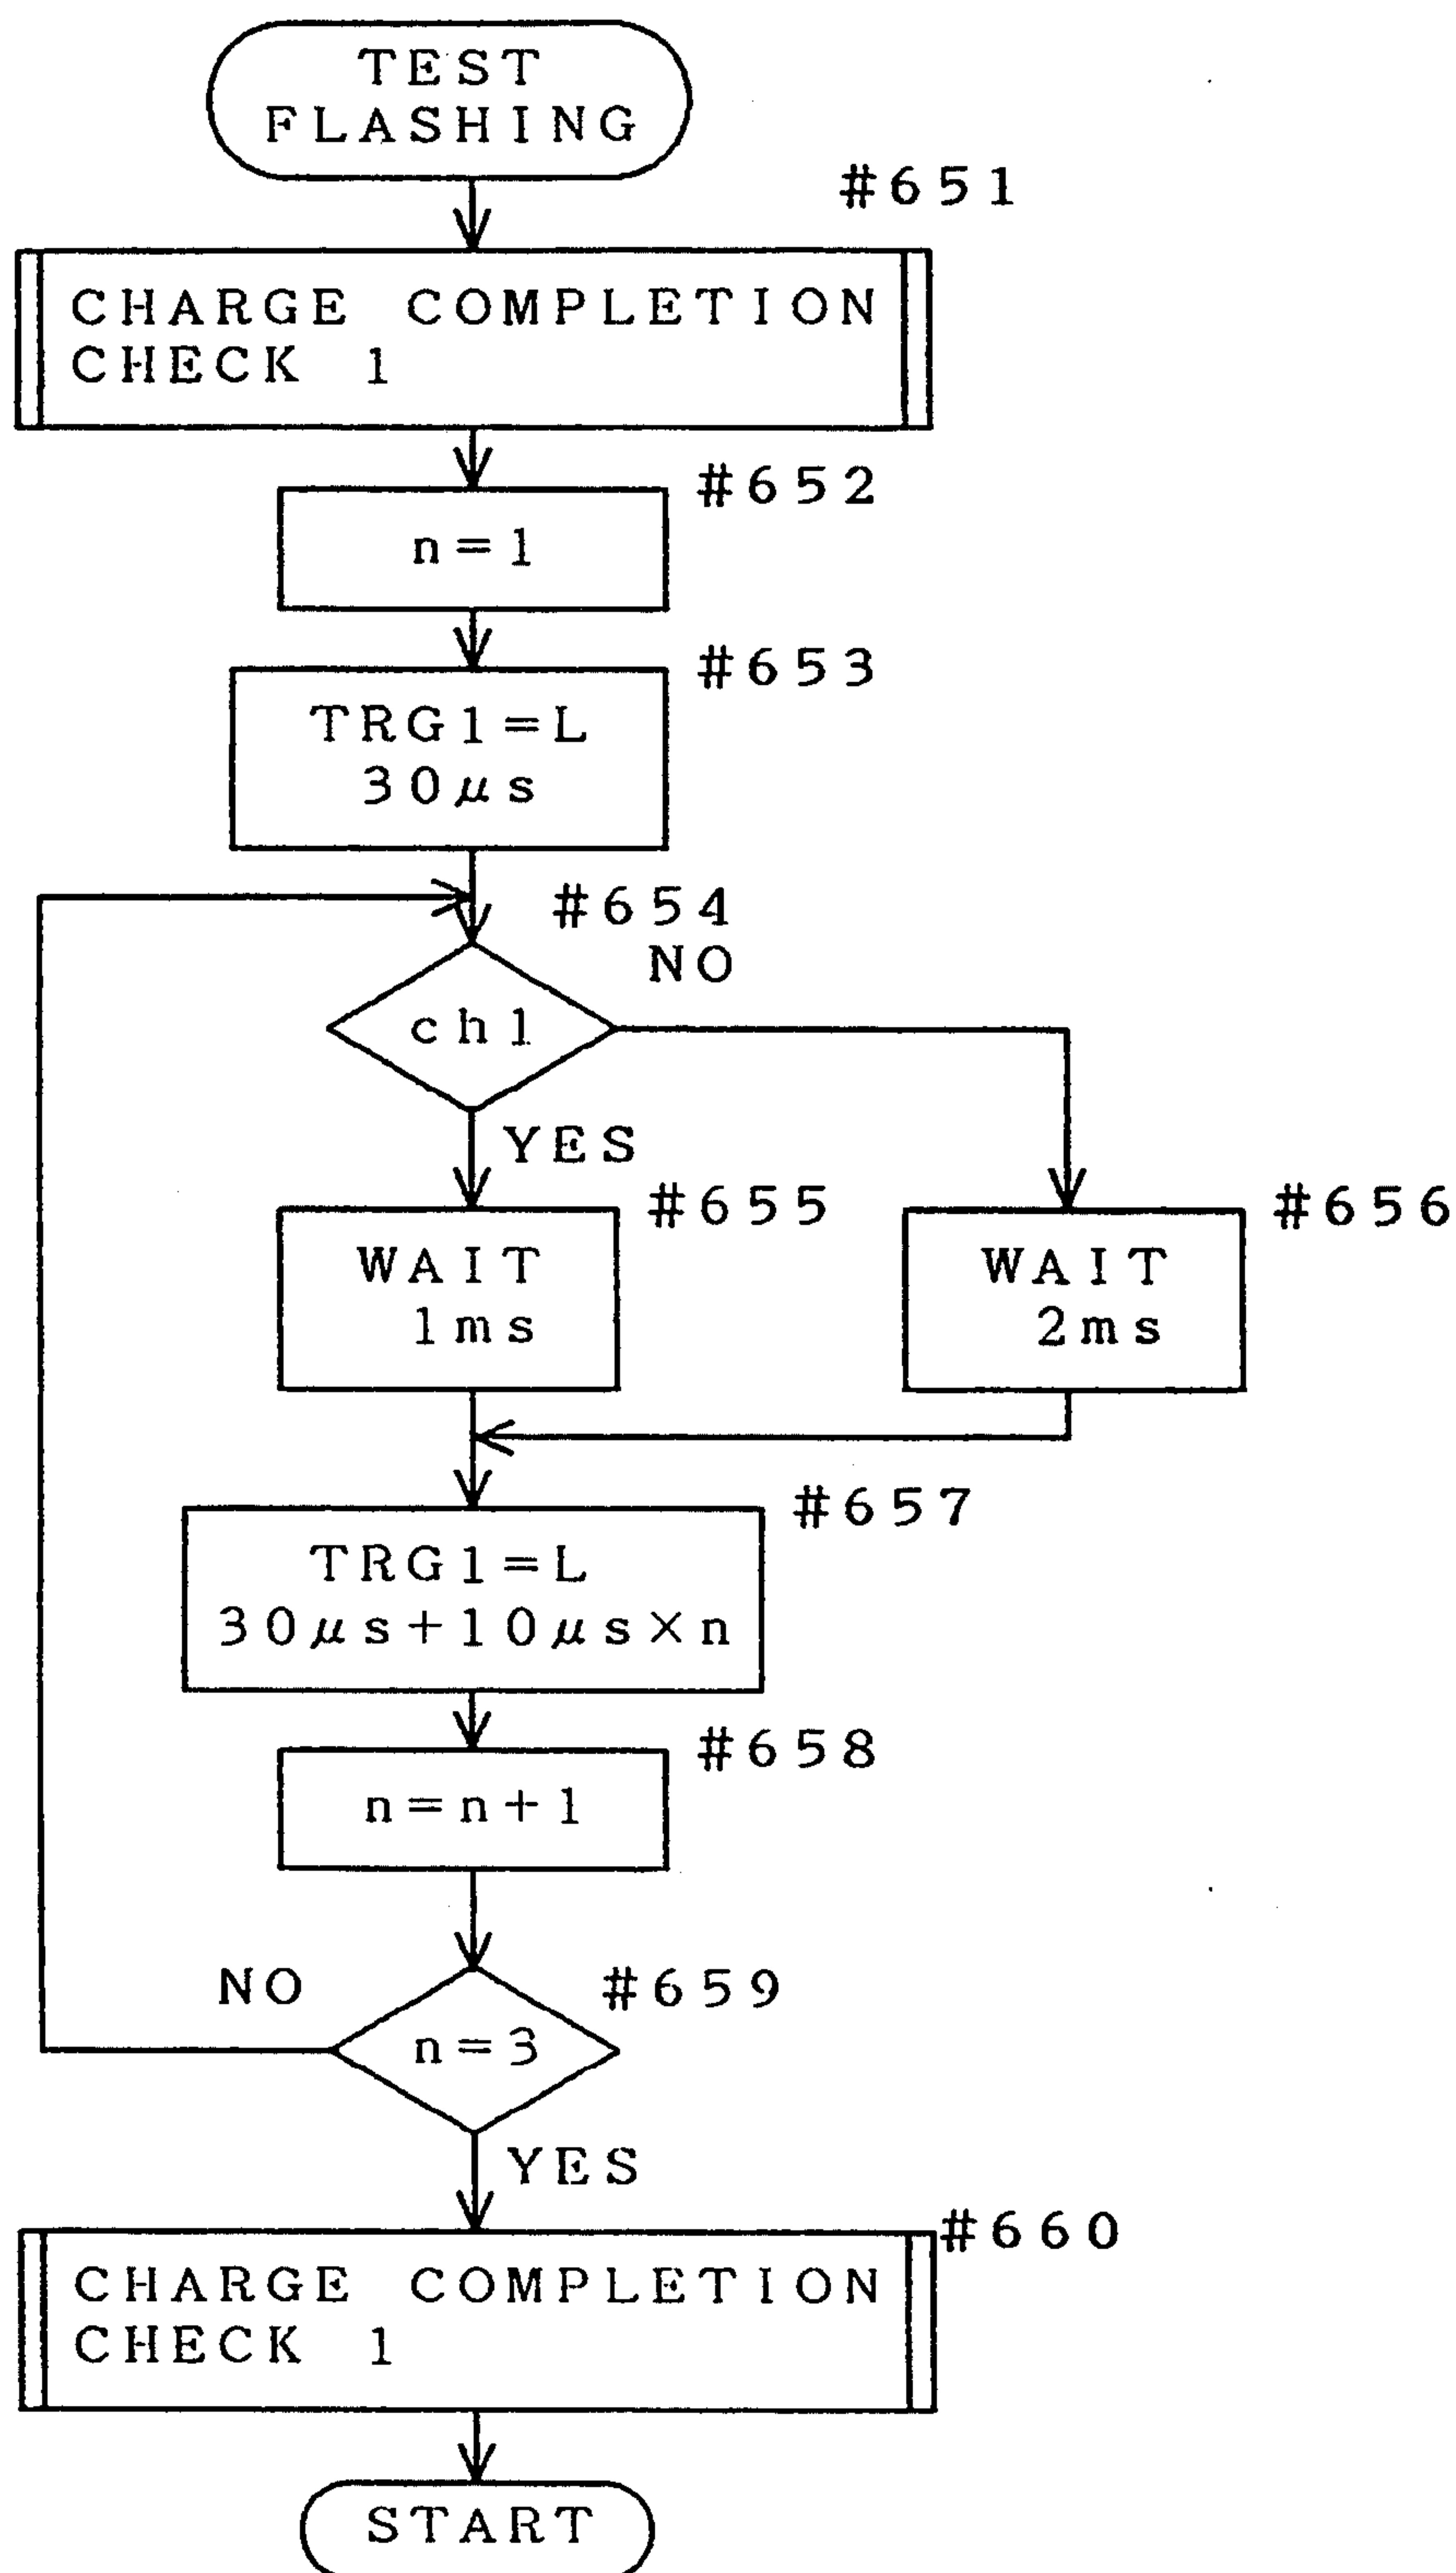 TEST
FLASHING
#651
CHARGE COMPLETION
CHECK 1
#652
n=1
#653
TRG1=L
30μs
#654
NO
ch1
YES
#655
WAIT
1ms
#656
WAIT
2ms
#657
TRG1=L
30μs+10μs×n
#658
n=n+1
NO
#659
n=3
YES
#660
CHARGE COMPLETION
CHECK 1
START